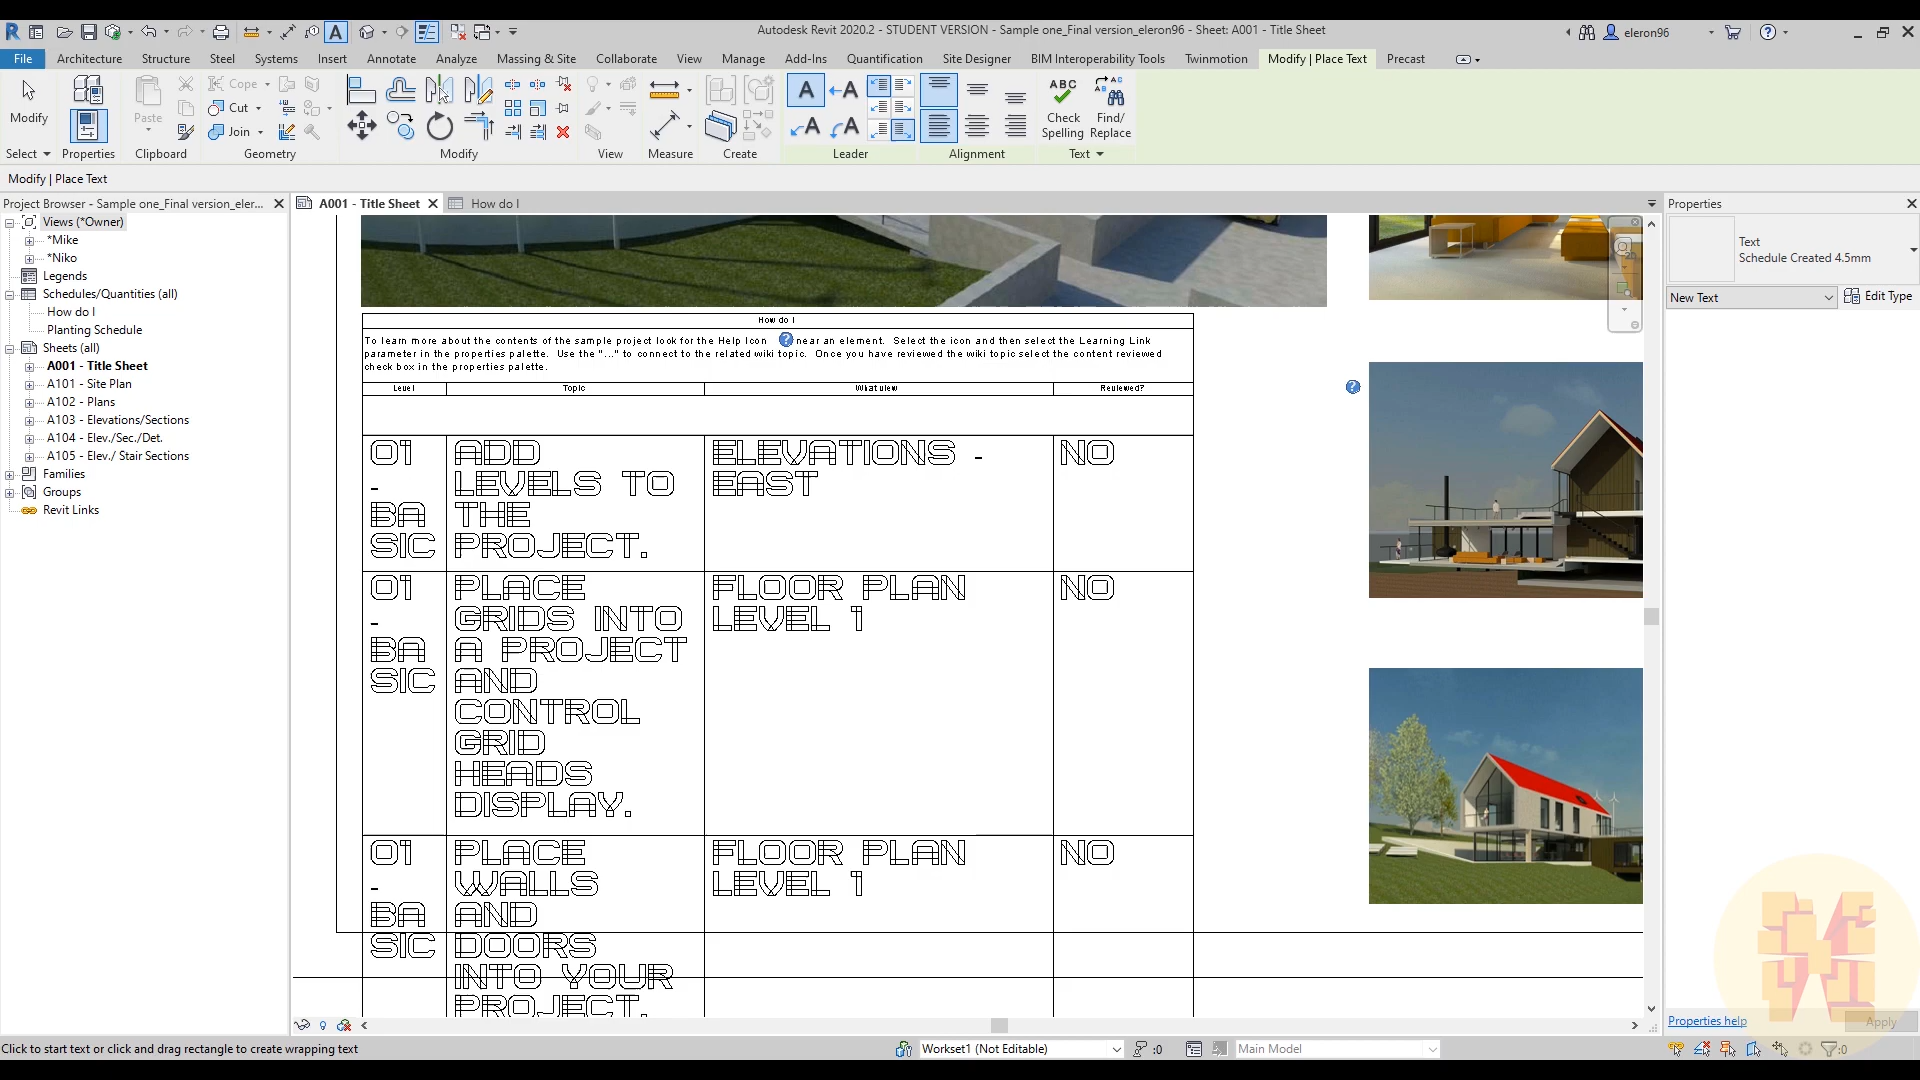 Autodesk Revit 2020.2 - STUDENT VERSION - Sample one_Final version_eleron96 - Sheet: A001 - Title Sheet
eleron96
File Architecture Structure Steel Systems Insert Annotate Analyze Massing & Site Collaborate View Manage Add-Ins Quantification Site Designer BIM Interoperability Tools Twinmotion Modify | Place Text Precast
Modify
Paste
Cope
Cut
Join
Check Spelling
Find/ Replace
Select Properties Clipboard Geometry Modify View Measure Create Leader Alignment Text
Modify | Place Text
Project Browser - Sample one_Final version_eler...
Views (*Owner)
*Mike
*Niko
Legends
Schedules/Quantities (all)
How do I
Planting Schedule
Sheets (all)
A001 - Title Sheet
A101 - Site Plan
A102 - Plans
A103 - Elevations/Sections
A104 - Elev./Sec./Det.
A105 - Elev./ Stair Sections
Families
Groups
Revit Links
A001 - Title Sheet
How do I
How do I
To learn more about the contents of the sample project look for the Help Icon near an element. Select the icon and then select the Learning Link
parameter in the properties palette. Use the "..." to connect to the related wiki topic. Once you have reviewed the wiki topic select the content reviewed
check box in the properties palette.
Level Topic What view Reviewed?
01
-
BA
SIC
ADD
LEVELS TO
THE
PROJECT.
ELEVATIONS -
EAST
NO
01
-
BA
SIC
PLACE
GRIDS INTO
A PROJECT
AND
CONTROL
GRID
HEADS
DISPLAY.
FLOOR PLAN
LEVEL 1
NO
01
-
BA
SIC
PLACE
WALLS
AND
DOORS
INTO YOUR
PROJECT.
FLOOR PLAN
LEVEL 1
NO
Properties
Text
Schedule Created 4.5mm
New Text
Edit Type
Properties help
Apply
Click to start text or click and drag rectangle to create wrapping text
Workset1 (Not Editable)
:0
Main Model
:0